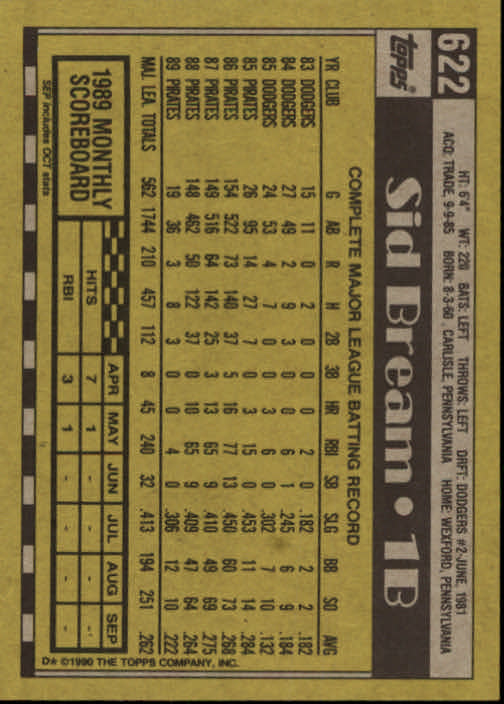 622
HT: 6'4" WT: 220 BATS: LEFT THROWS: LEFT DRFT: DODGERS #2-JUNE, 1981
ACQ: TRADE, 9-9-85 BORN: 8-3-60, CARLISLE, PENNSYLVANIA HOME: WEXFORD, PENNSYLVANIA
TOPPS®
Sid Bream • 1B
COMPLETE MAJOR LEAGUE BATTING RECORD
YR CLUB G AB R H 2B 3B HR RBI SB SLG BB SO AVG
83 DODGERS 15 11 0 2 0 0 0 2 0 .182 2 2 .182
84 DODGERS 27 49 2 9 3 0 0 6 1 .245 6 9 .184
85 DODGERS 24 53 4 7 0 0 3 6 0 .302 7 10 .132
85 PIRATES 26 95 14 27 7 0 3 15 0 .453 11 14 .284
86 PIRATES 154 522 73 140 37 5 16 77 13 .450 60 73 .268
87 PIRATES 149 516 64 142 25 3 13 65 9 .410 49 69 .275
88 PIRATES 148 462 50 122 37 0 10 65 9 .409 47 64 .264
89 PIRATES 19 36 3 8 3 0 0 4 0 .306 12 10 .222
MAJ. LEA. TOTALS 562 1744 210 457 112 8 45 240 32 .413 194 251 .262
1989 MONTHLY
SCOREBOARD
APR MAY JUN JUL AUG SEP
HITS 7 1 - - - -
RBI 3 1 - - - -
SEP includes OCT stats
D* ©1990 THE TOPPS COMPANY, INC.